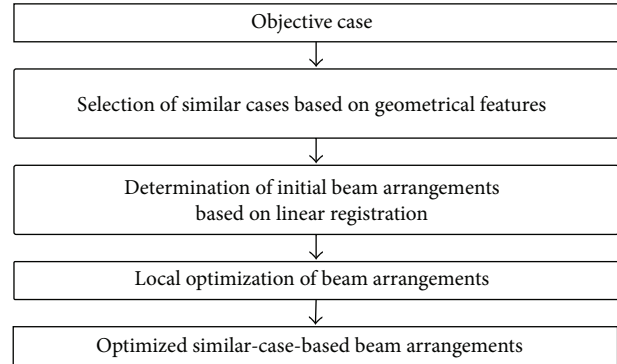 Objective case
Selection of similar cases based on geometrical features
Determination of initial beam arrangements
based on linear registration
Local optimization of beam arrangements
Optimized similar-case-based beam arrangements